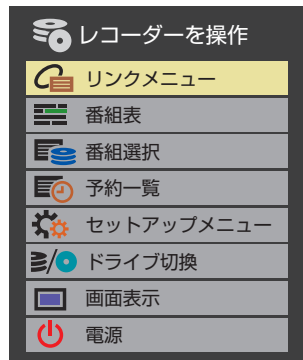 レコーダーを操作
リンクメニュー
番組表
番組選択
予約一覧
セットアップメニュー
ドライブ切換
画面表示
電源